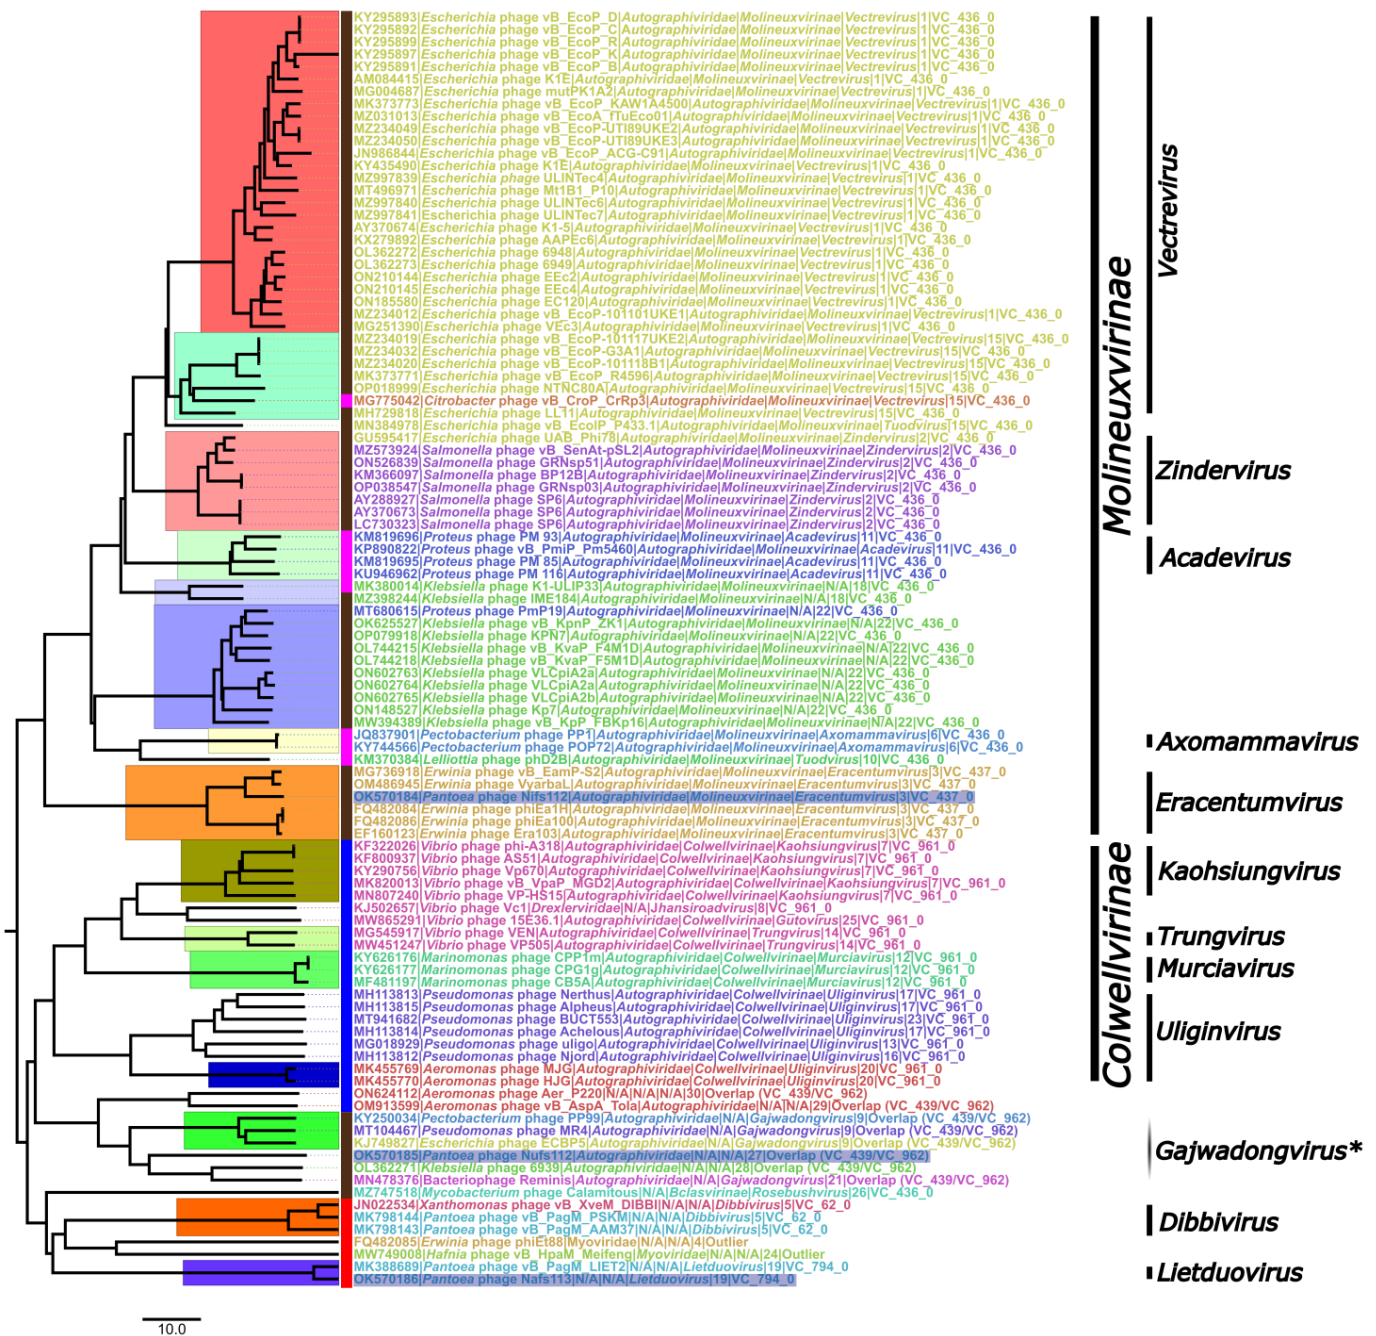 KY295893|Escherichia phage vB_EcoP_D|Autographiviridae|Molineuxvirinae|Vectrevirus|1|VC_436_0
KY295892|Escherichia phage vB_EcoP_C|Autographiviridae|Molineuxvirinae|Vectrevirus|1|VC_436_0
KY295899|Escherichia phage vB_EcoP_R|Autographiviridae|Molineuxvirinae|Vectrevirus|1|VC_436_0
KY295897|Escherichia phage vB_EcoP_K|Autographiviridae|Molineuxvirinae|Vectrevirus|1|VC_436_0
KY295891|Escherichia phage vB_EcoP_B|Autographiviridae|Molineuxvirinae|Vectrevirus|1|VC_436_0
AM084415|Escherichia phage K1E|Autographiviridae|Molineuxvirinae|Vectrevirus|1|VC_436_0
MG004687|Escherichia phage mutPK1A2|Autographiviridae|Molineuxvirinae|Vectrevirus|1|VC_436_0
MK373773|Escherichia phage vB_EcoP_KAW1A4500|Autographiviridae|Molineuxvirinae|Vectrevirus|1|VC_436_0
MZ031013|Escherichia phage vB_EcoA_fTuEco01|Autographiviridae|Molineuxvirinae|Vectrevirus|1|VC_436_0
MZ234049|Escherichia phage vB_EcoP-UTI89UKE2|Autographiviridae|Molineuxvirinae|Vectrevirus|1|VC_436_0
MZ234050|Escherichia phage vB_EcoP-UTI89UKE3|Autographiviridae|Molineuxvirinae|Vectrevirus|1|VC_436_0
JN986844|Escherichia phage vB_EcoP_ACG-C91|Autographiviridae|Molineuxvirinae|Vectrevirus|1|VC_436_0
KY435490|Escherichia phage K1E|Autographiviridae|Molineuxvirinae|Vectrevirus|1|VC_436_0
MZ997839|Escherichia phage ULINTec4|Autographiviridae|Molineuxvirinae|Vectrevirus|1|VC_436_0
MT496971|Escherichia phage Mt1B1_P10|Autographiviridae|Molineuxvirinae|Vectrevirus|1|VC_436_0
MZ997840|Escherichia phage ULINTec6|Autographiviridae|Molineuxvirinae|Vectrevirus|1|VC_436_0
MZ997841|Escherichia phage ULINTec7|Autographiviridae|Molineuxvirinae|Vectrevirus|1|VC_436_0
AY370674|Escherichia phage K1-5|Autographiviridae|Molineuxvirinae|Vectrevirus|1|VC_436_0
KX279892|Escherichia phage AAPEc6|Autographiviridae|Molineuxvirinae|Vectrevirus|1|VC_436_0
OL362272|Escherichia phage 6948|Autographiviridae|Molineuxvirinae|Vectrevirus|1|VC_436_0
OL362273|Escherichia phage 6949|Autographiviridae|Molineuxvirinae|Vectrevirus|1|VC_436_0
ON210144|Escherichia phage EEc2|Autographiviridae|Molineuxvirinae|Vectrevirus|1|VC_436_0
ON210145|Escherichia phage EEc4|Autographiviridae|Molineuxvirinae|Vectrevirus|1|VC_436_0
ON185580|Escherichia phage EC120|Autographiviridae|Molineuxvirinae|Vectrevirus|1|VC_436_0
MZ234012|Escherichia phage vB_EcoP-101101UKE1|Autographiviridae|Molineuxvirinae|Vectrevirus|1|VC_436_0
MG251390|Escherichia phage VEc3|Autographiviridae|Molineuxvirinae|Vectrevirus|1|VC_436_0
MZ234019|Escherichia phage vB_EcoP-101117UKE2|Autographiviridae|Molineuxvirinae|Vectrevirus|15|VC_436_0
MZ234032|Escherichia phage vB_EcoP-G3A1|Autographiviridae|Molineuxvirinae|Vectrevirus|15|VC_436_0
MZ234020|Escherichia phage vB_EcoP-101118B1|Autographiviridae|Molineuxvirinae|Vectrevirus|15|VC_436_0
MK373771|Escherichia phage vB_EcoP_R4596|Autographiviridae|Molineuxvirinae|Vectrevirus|15|VC_436_0
OP018999|Escherichia phage NTNC80A|Autographiviridae|Molineuxvirinae|Vectrevirus|15|VC_436_0
MG775042|Citrobacter phage vB_CroP_CrRp3|Autographiviridae|Molineuxvirinae|Vectrevirus|15|VC_436_0
MH729818|Escherichia phage LL11|Autographiviridae|Molineuxvirinae|Vectrevirus|15|VC_436_0
MN384978|Escherichia phage vB_EcolP_P433.1|Autographiviridae|Molineuxvirinae|Tuodvirus|15|VC_436_0
GU595417|Escherichia phage UAB_Phi78|Autographiviridae|Molineuxvirinae|Zindervirus|2|VC_436_0
MZ573924|Salmonella phage vB_SenAt-pSL2|Autographiviridae|Molineuxvirinae|Zindervirus|2|VC_436_0
ON526839|Salmonella phage GRNsp51|Autographiviridae|Molineuxvirinae|Zindervirus|2|VC_436_0
KM366097|Salmonella phage BP12B|Autographiviridae|Molineuxvirinae|Zindervirus|2|VC_436_0
OP038547|Salmonella phage GRNsp03|Autographiviridae|Molineuxvirinae|Zindervirus|2|VC_436_0
AY288927|Salmonella phage SP6|Autographiviridae|Molineuxvirinae|Zindervirus|2|VC_436_0
AY370673|Salmonella phage SP6|Autographiviridae|Molineuxvirinae|Zindervirus|2|VC_436_0
LC730323|Salmonella phage SP6|Autographiviridae|Molineuxvirinae|Zindervirus|2|VC_436_0
KM819696|Proteus phage PM 93|Autographiviridae|Molineuxvirinae|Acadevirus|11|VC_436_0
KP890822|Proteus phage vB_PmiP_Pm5460|Autographiviridae|Molineuxvirinae|Acadevirus|11|VC_436_0
KM819695|Proteus phage PM 85|Autographiviridae|Molineuxvirinae|Acadevirus|11|VC_436_0
KU946962|Proteus phage PM 116|Autographiviridae|Molineuxvirinae|Acadevirus|11|VC_436_0
MK380014|Klebsiella phage K1-ULIP33|Autographiviridae|Molineuxvirinae|N/A|18|VC_436_0
MZ398244|Klebsiella phage IME184|Autographiviridae|Molineuxvirinae|N/A|18|VC_436_0
MT680615|Proteus phage PmP19|Autographiviridae|Molineuxvirinae|N/A|22|VC_436_0
OK625527|Klebsiella phage vB_KpnP_ZK1|Autographiviridae|Molineuxvirinae|N/A|22|VC_436_0
OP079918|Klebsiella phage KPN7|Autographiviridae|Molineuxvirinae|N/A|22|VC_436_0
OL744215|Klebsiella phage vB_KvaP_F4M1D|Autographiviridae|Molineuxvirinae|N/A|22|VC_436_0
OL744218|Klebsiella phage vB_KvaP_F5M1D|Autographiviridae|Molineuxvirinae|N/A|22|VC_436_0
ON602763|Klebsiella phage VLCpiA2a|Autographiviridae|Molineuxvirinae|N/A|22|VC_436_0
ON602764|Klebsiella phage VLCpiA2a|Autographiviridae|Molineuxvirinae|N/A|22|VC_436_0
ON602765|Klebsiella phage VLCpiA2b|Autographiviridae|Molineuxvirinae|N/A|22|VC_436_0
ON148527|Klebsiella phage Kp7|Autographiviridae|Molineuxvirinae|N/A|22|VC_436_0
MW394389|Klebsiella phage vB_KpP_FBKp16|Autographiviridae|Molineuxvirinae|N/A|22|VC_436_0
JQ837901|Pectobacterium phage PP1|Autographiviridae|Molineuxvirinae|Axomammavirus|6|VC_436_0
KY744566|Pectobacterium phage POP72|Autographiviridae|Molineuxvirinae|Axomammavirus|6|VC_436_0
KM370384|Lelliottia phage phD2B|Autographiviridae|Molineuxvirinae|Tuodvirus|10|VC_436_0
MG736918|Erwinia phage vB_EamP-S2|Autographiviridae|Molineuxvirinae|Eracentumvirus|3|VC_437_0
OM486945|Erwinia phage VyarbaL|Autographiviridae|Molineuxvirinae|Eracentumvirus|3|VC_437_0
OK570184|Pantoea phage Nifs112|Autographiviridae|Molineuxvirinae|Eracentumvirus|3|VC_437_0
FQ482084|Erwinia phage phiEa1H|Autographiviridae|Molineuxvirinae|Eracentumvirus|3|VC_437_0
FQ482086|Erwinia phage phiEa100|Autographiviridae|Molineuxvirinae|Eracentumvirus|3|VC_437_0
EF160123|Erwinia phage Era103|Autographiviridae|Molineuxvirinae|Eracentumvirus|3|VC_437_0
KF322026|Vibrio phage phi-A318|Autographiviridae|Colwellvirinae|Kaohsiungvirus|7|VC_961_0
KF800937|Vibrio phage AS51|Autographiviridae|Colwellvirinae|Kaohsiungvirus|7|VC_961_0
KY290756|Vibrio phage Vp670|Autographiviridae|Colwellvirinae|Kaohsiungvirus|7|VC_961_0
MK820013|Vibrio phage vB_VpaP_MGD2|Autographiviridae|Colwellvirinae|Kaohsiungvirus|7|VC_961_0
MN807240|Vibrio phage VP-HS15|Autographiviridae|Colwellvirinae|Kaohsiungvirus|7|VC_961_0
KJ502657|Vibrio phage Vc1|Drexlerviridae|N/A|Jhansiroadvirus|8|VC_961_0
MW865291|Vibrio phage 15E36.1|Autographiviridae|Colwellvirinae|Gutovirus|25|VC_961_0
MG545917|Vibrio phage VEN|Autographiviridae|Colwellvirinae|Trungvirus|14|VC_961_0
MW451247|Vibrio phage VP505|Autographiviridae|Colwellvirinae|Trungvirus|14|VC_961_0
KY626176|Marinomonas phage CPP1m|Autographiviridae|Colwellvirinae|Murciavirus|12|VC_961_0
KY626177|Marinomonas phage CPG1g|Autographiviridae|Colwellvirinae|Murciavirus|12|VC_961_0
MF481197|Marinomonas phage CB5A|Autographiviridae|Colwellvirinae|Murciavirus|12|VC_961_0
MH113813|Pseudomonas phage Nerthus|Autographiviridae|Colwellvirinae|Uliginvirus|17|VC_961_0
MH113815|Pseudomonas phage Alpheus|Autographiviridae|Colwellvirinae|Uliginvirus|17|VC_961_0
MT941682|Pseudomonas phage BUCT553|Autographiviridae|Colwellvirinae|Uliginvirus|23|VC_961_0
MH113814|Pseudomonas phage Achelous|Autographiviridae|Colwellvirinae|Uliginvirus|17|VC_961_0
MG018929|Pseudomonas phage uligo|Autographiviridae|Colwellvirinae|Uliginvirus|13|VC_961_0
MH113812|Pseudomonas phage Njord|Autographiviridae|Colwellvirinae|Uliginvirus|16|VC_961_0
MK455769|Aeromonas phage MJG|Autographiviridae|Colwellvirinae|Uliginvirus|20|VC_961_0
MK455770|Aeromonas phage HJG|Autographiviridae|Colwellvirinae|Uliginvirus|20|VC_961_0
ON624112|Aeromonas phage Aer_P220|N/A|N/A|N/A|30|Overlap (VC_439/VC_962)
OM913599|Aeromonas phage vB_AspA_Tola|Autographiviridae|N/A|N/A|29|Overlap (VC_439/VC_962)
KY250034|Pectobacterium phage PP99|Autographiviridae|N/A|Gajwadongvirus|9|Overlap (VC_439/VC_962)
MT104467|Pseudomonas phage MR4|Autographiviridae|N/A|Gajwadongvirus|9|Overlap (VC_439/VC_962)
KJ749827|Escherichia phage ECBP5|Autographiviridae|N/A|Gajwadongvirus|9|Overlap (VC_439/VC_962)
OK570185|Pantoea phage Nufs112|Autographiviridae|N/A|N/A|27|Overlap (VC_439/VC_962)
OL362271|Klebsiella phage 6939|Autographiviridae|N/A|N/A|28|Overlap (VC_439/VC_962)
MN478376|Bacteriophage Reminis|Autographiviridae|N/A|Gajwadongvirus|21|Overlap (VC_439/VC_962)
MZ747518|Mycobacterium phage Calamitous|N/A|Bclasvirinae|Rosebushvirus|26|VC_436_0
JN022534|Xanthomonas phage vB_XveM_DIBBI|N/A|N/A|Dibbivirus|5|VC_62_0
MK798144|Pantoea phage vB_PagM_PSKM|N/A|N/A|Dibbivirus|5|VC_62_0
MK798143|Pantoea phage vB_PagM_AAM37|N/A|N/A|Dibbivirus|5|VC_62_0
FQ482085|Erwinia phage phiEt88|Myoviridae|N/A|N/A|4|Outlier
MW749008|Hafnia phage vB_HpaM_Meifeng|Myoviridae|N/A|N/A|24|Outlier
MK388689|Pantoea phage vB_PagM_LIET2|N/A|N/A|Lietduovirus|19|VC_794_0
OK570186|Pantoea phage Nafs113|N/A|N/A|Lietduovirus|19|VC_794_0
Molineuxvirinae
Colwellvirinae
Vectrevirus
Zindervirus
Acadevirus
Axomammavirus
Eracentumvirus
Kaohsiungvirus
Trungvirus
Murciavirus
Uliginvirus
Gajwadongvirus*
Dibbivirus
Lietduovirus
10.0